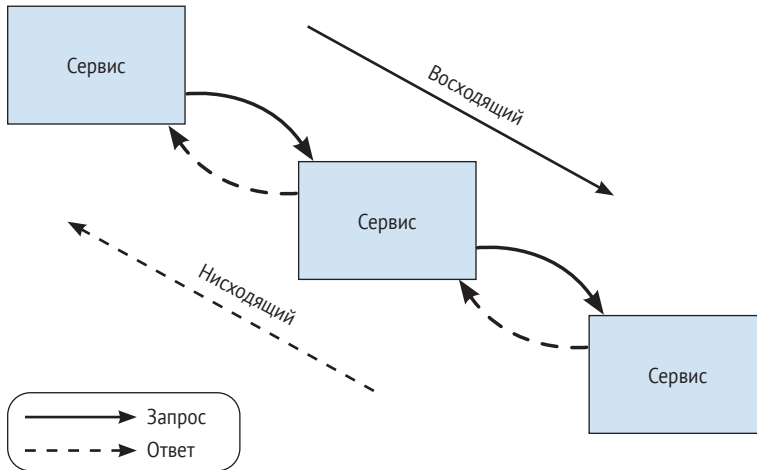 Сервис
Восходящий
Сервис
Нисходящий
Сервис
Запрос
Ответ